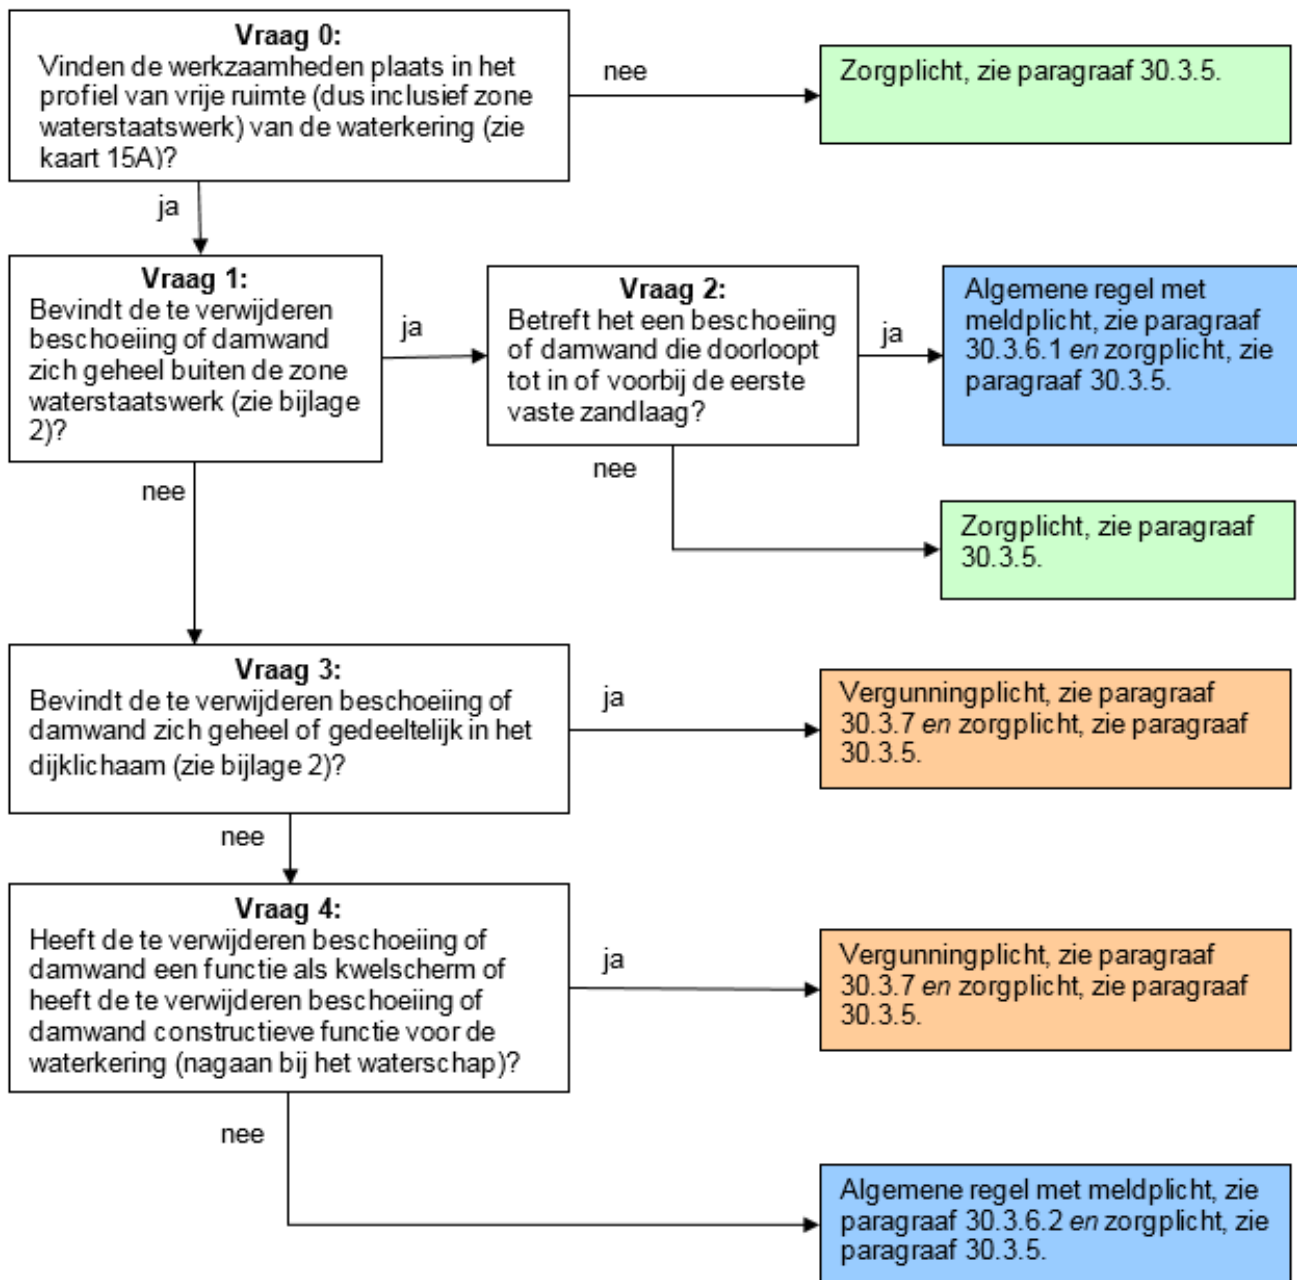 Vraag 0:
Vinden de werkzaamheden plaats in het
profiel van vrije ruimte (dus inclusief zone
waterstaatswerk) van de waterkering (zie
kaart 15A)?
nee
Zorgplicht, zie paragraaf 30.3.5.
ja
Vraag 1:
Bevindt de te verwijderen
beschoeiing of damwand
zich geheel buiten de zone
waterstaatswerk (zie bijlage
2)?
ja
Vraag 2:
Betreft het een beschoeiing
of damwand die doorloopt
tot in of voorbij de eerste
vaste zandlaag?
ja
Algemene regel met
meldplicht, zie paragraaf
30.3.6.1 en zorgplicht, zie
paragraaf 30.3.5.
nee
Zorgplicht, zie paragraaf
30.3.5.
nee
Vraag 3:
Bevindt de te verwijderen beschoeiing of
damwand zich geheel of gedeeltelijk in het
dijklichaam (zie bijlage 2)?
ja
Vergunningplicht, zie paragraaf
30.3.7 en zorgplicht, zie paragraaf
30.3.5.
nee
Vraag 4:
Heeft de te verwijderen beschoeiing of
damwand een functie als kwelscherm of
heeft de te verwijderen beschoeiing of
damwand constructieve functie voor de
waterkering (nagaan bij het waterschap)?
ja
Vergunningplicht, zie paragraaf
30.3.7 en zorgplicht, zie paragraaf
30.3.5.
nee
Algemene regel met meldplicht, zie
paragraaf 30.3.6.2 en zorgplicht, zie
paragraaf 30.3.5.